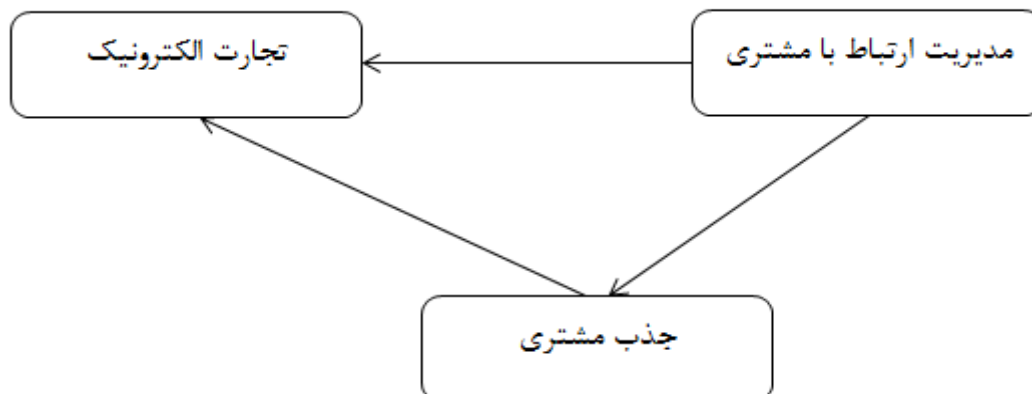 مدیریت ارتباط با مشتری
تجارت الکترونیک
جذب مشتری